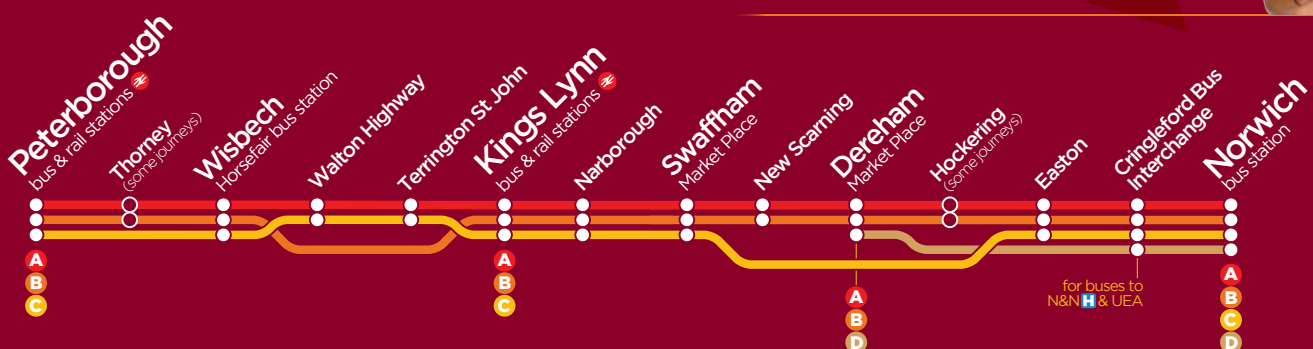 Peterborough
bus & rail stations
Thorney
(some journeys)
Wisbech
Horsefair bus station
Walton Highway
Terrington St John
Kings Lynn
bus & rail stations
Narborough
Swaffham
Market Place
New Scarning
Dereham
Market Place
Hockering
(some journeys)
Easton
Cringleford Bus
Interchange
Norwich
bus station
A
B
C
A
B
C
A
B
D
for buses to
N&N H & UEA
A
B
C
D